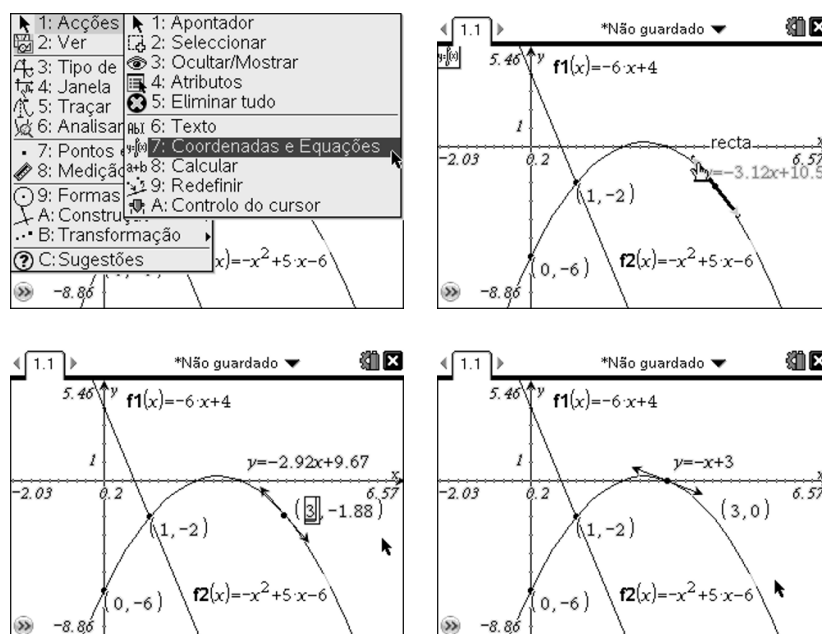 1: Acções
2: Ver
3: Tipo de
4: Janela
5: Traçar
6: Analisar
7: Pontos e
8: Medição
9: Formas
A: Construç
B: Transformação
C: Sugestões
1: Apontador
2: Seleccionar
3: Ocultar/Mostrar
4: Atributos
5: Eliminar tudo
6: Texto
7: Coordenadas e Equações
8: Calcular
9: Redefinir
A: Controlo do cursor
x)=-x²+5·x-6
-8.86
1.1
*Não guardado
5.46
y
f1(x)=-6·x+4
1
recta
y=-3.12x+10.5
-2.03
0.2
6.57
(1,-2)
(0,-6)
f2(x)=-x²+5·x-6
-8.86
1.1
*Não guardado
5.46
y
f1(x)=-6·x+4
1
y=-2.92x+9.67
x
-2.03
0.2
6.57
(3,-1.88)
(1,-2)
(0,-6)
f2(x)=-x²+5·x-6
-8.86
1.1
*Não guardado
5.46
y
f1(x)=-6·x+4
1
y=-x+3
x
-2.03
0.2
6.57
(3,0)
(1,-2)
(0,-6)
f2(x)=-x²+5·x-6
-8.86